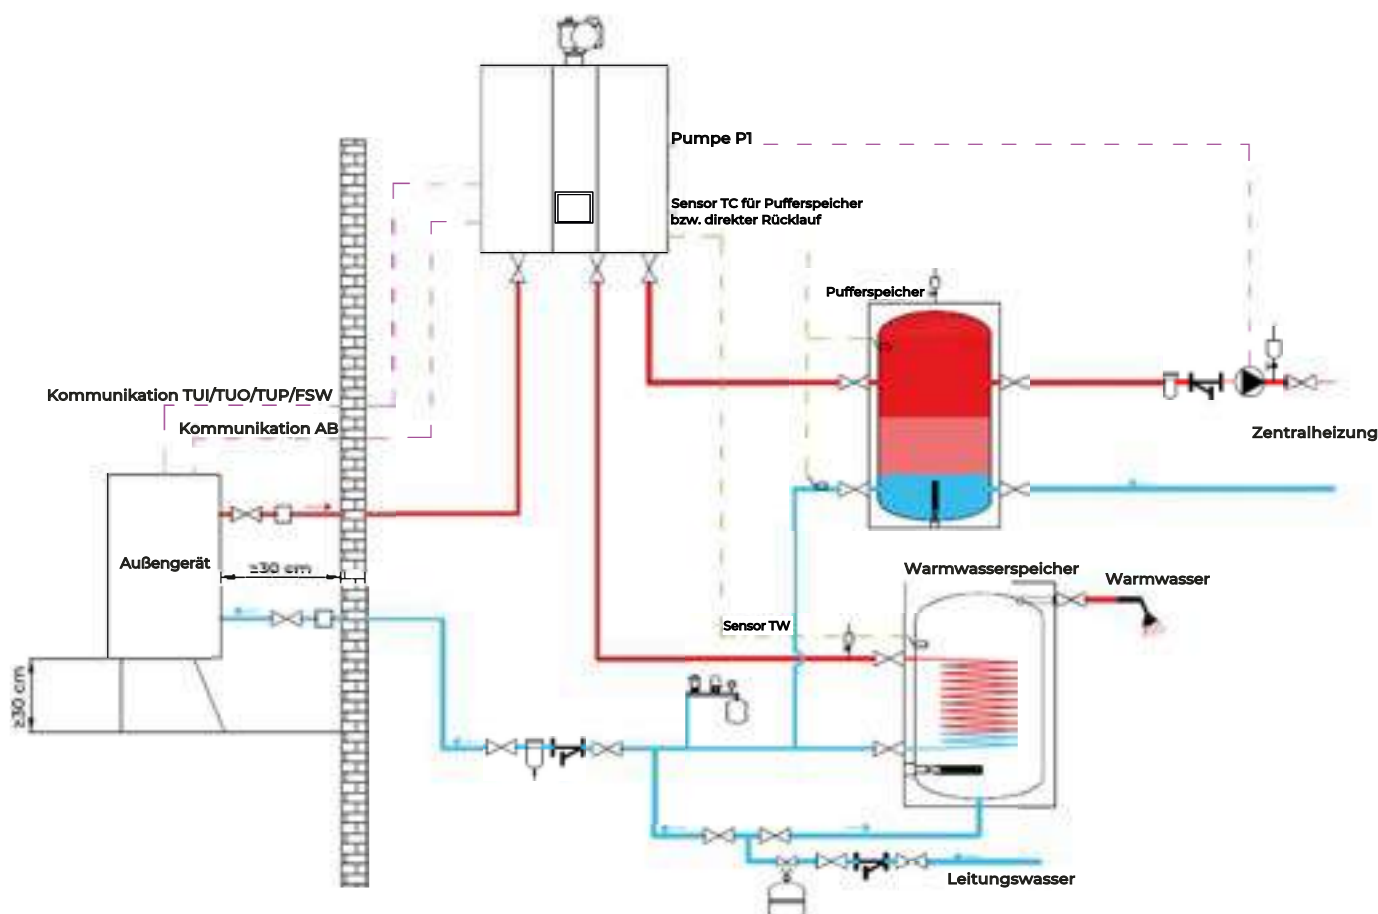 Pumpe P1
Sensor TC für Pufferspeicher
bzw. direkter Rücklauf
Pufferspeicher
Kommunikation TUI/TUO/TUP/FSW
Kommunikation AB
Zentralheizung
Außengerät
≥30 cm
Warmwasserspeicher
Warmwasser
Sensor TW
≥30 cm
Leitungswasser